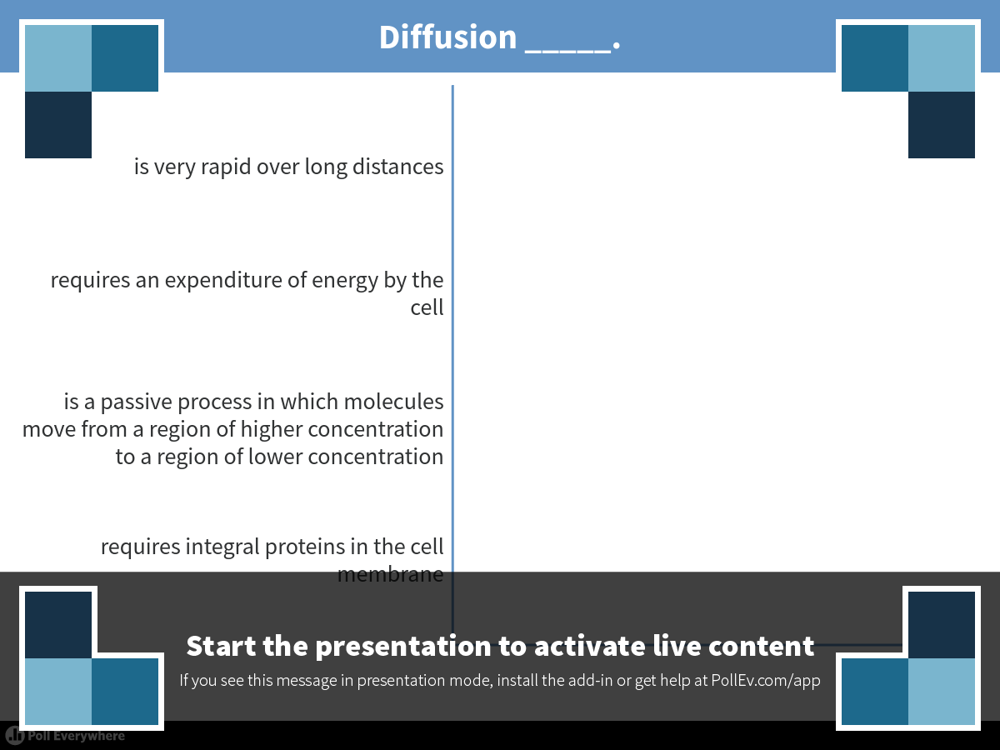 Diffusion _____.
is very rapid over long distances
requires an expenditure of energy by the
cell
is a passive process in which molecules
move from a region of higher concentration
to a region of lower concentration
requires integral proteins in the cell
membrane
Start the presentation to activate live content
If you see this message in presentation mode, install the add-in or get help at PollEv.com/app
Poll Everywhere